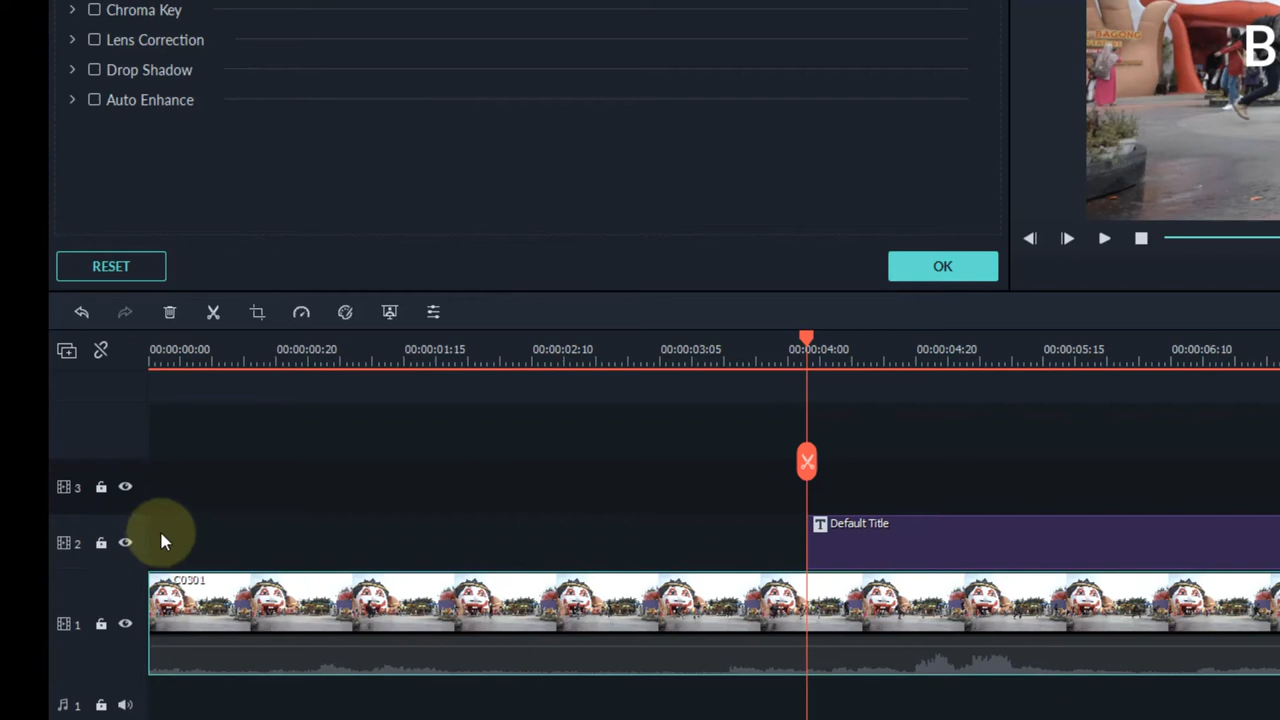 Chroma Key
Lens Correction
Drop Shadow
Auto Enhance
BAGONG
B
RESET
OK
00:00:00:00
00:00:00:20
00:00:01:15
00:00:02:10
00:00:03:05
00:00:04:00
00:00:04:20
00:00:05:15
00:00:06:10
3
2
T Default Title
C0301
1
1